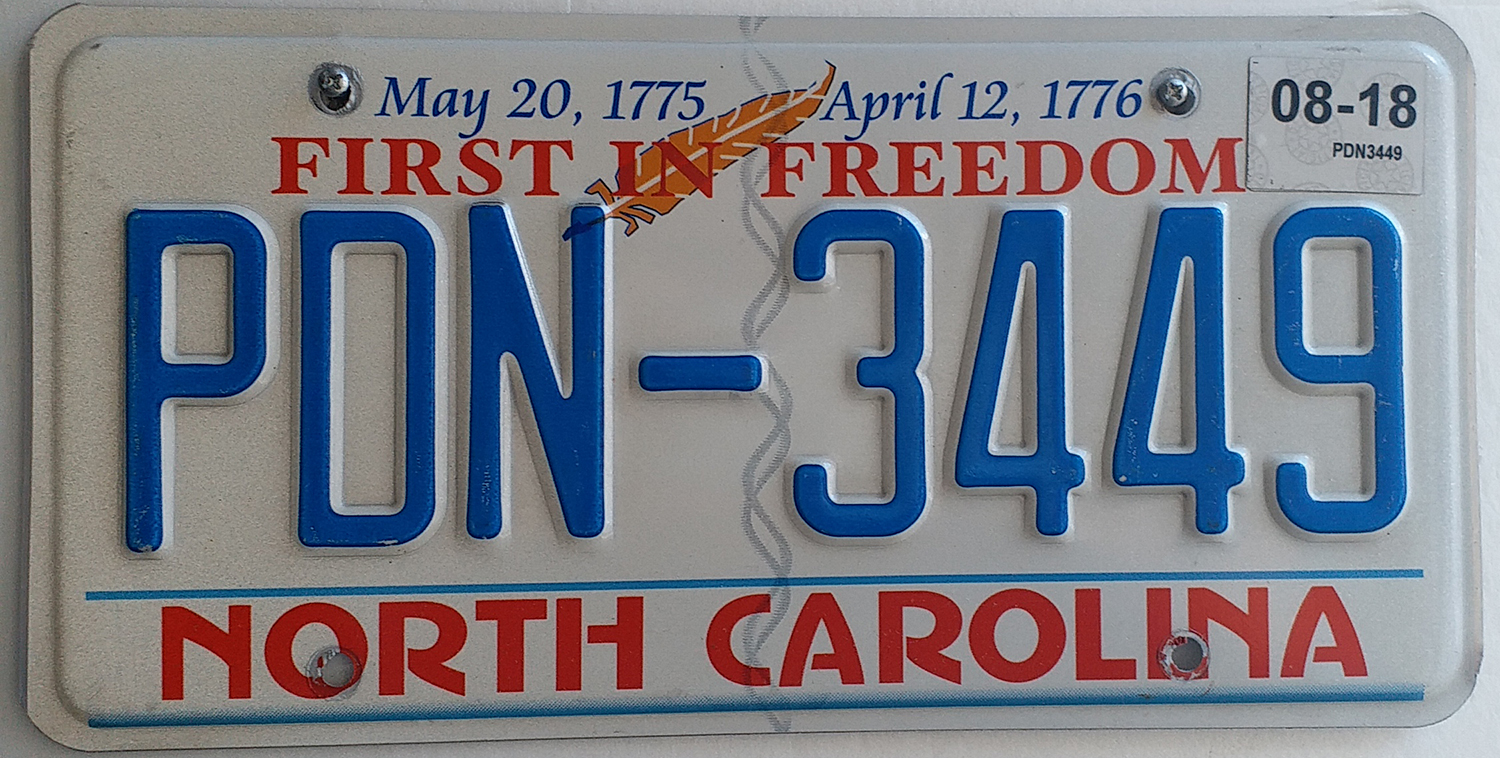 May 20, 1775 April 12, 1776
08-18
PDN3449
FIRST IN FREEDOM
PDN-3449
NORTH CAROLINA